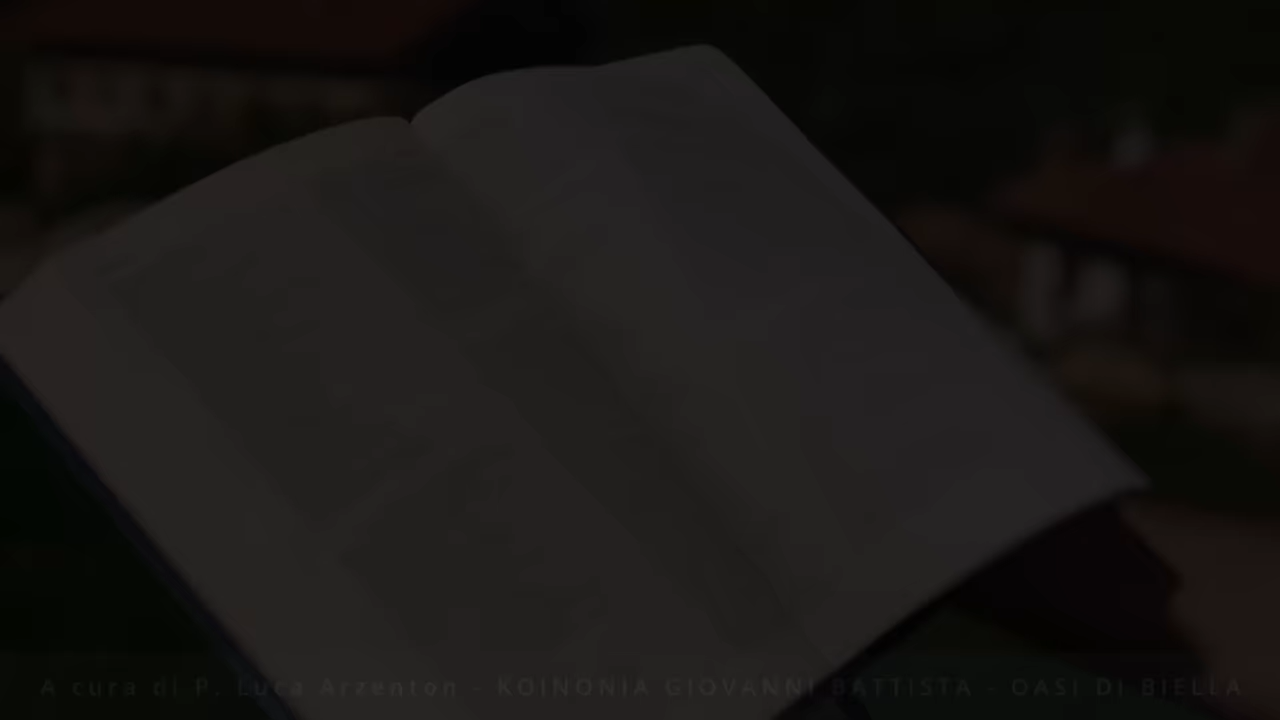 A cura di P. Luca Arzenton - KOINONIA GIOVANNI BATTISTA - OASI DI BIELLA